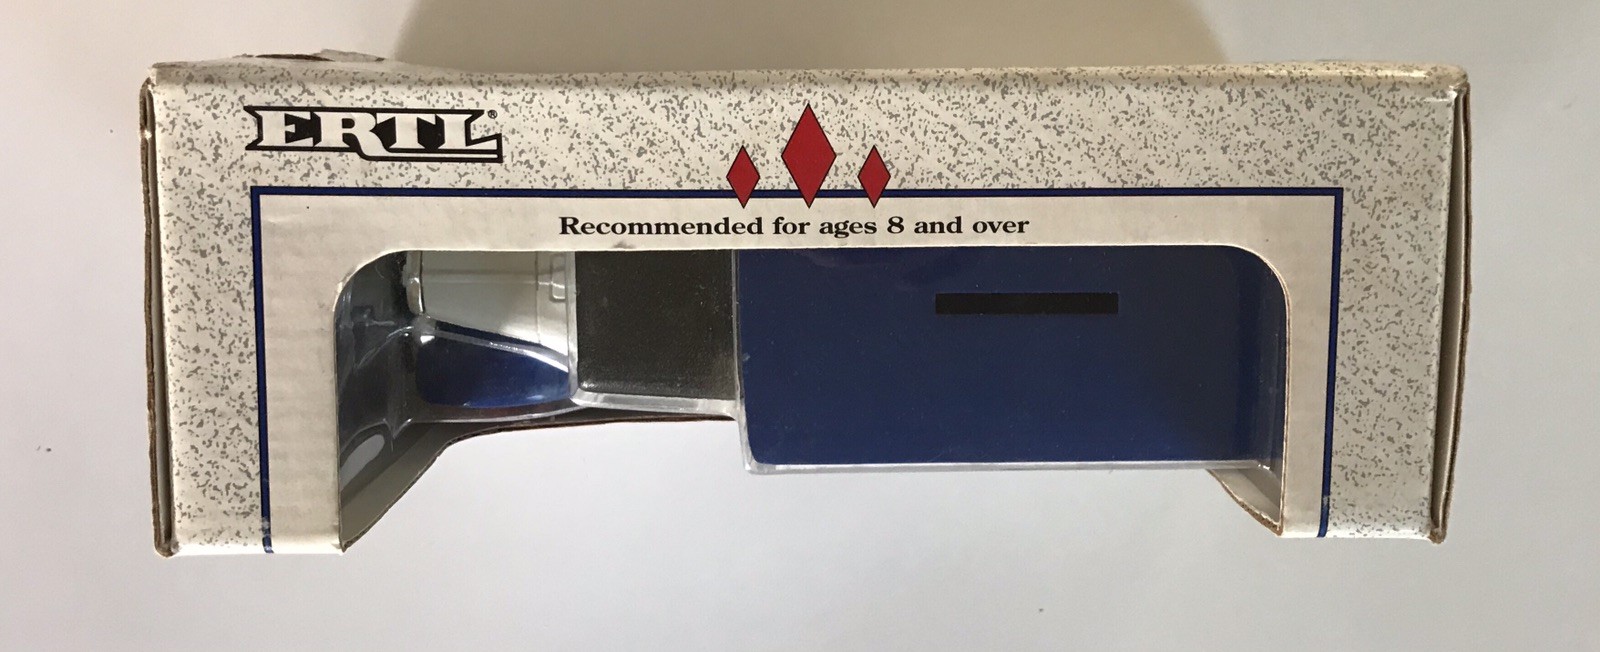 ERTL®
Recommended for ages 8 and over